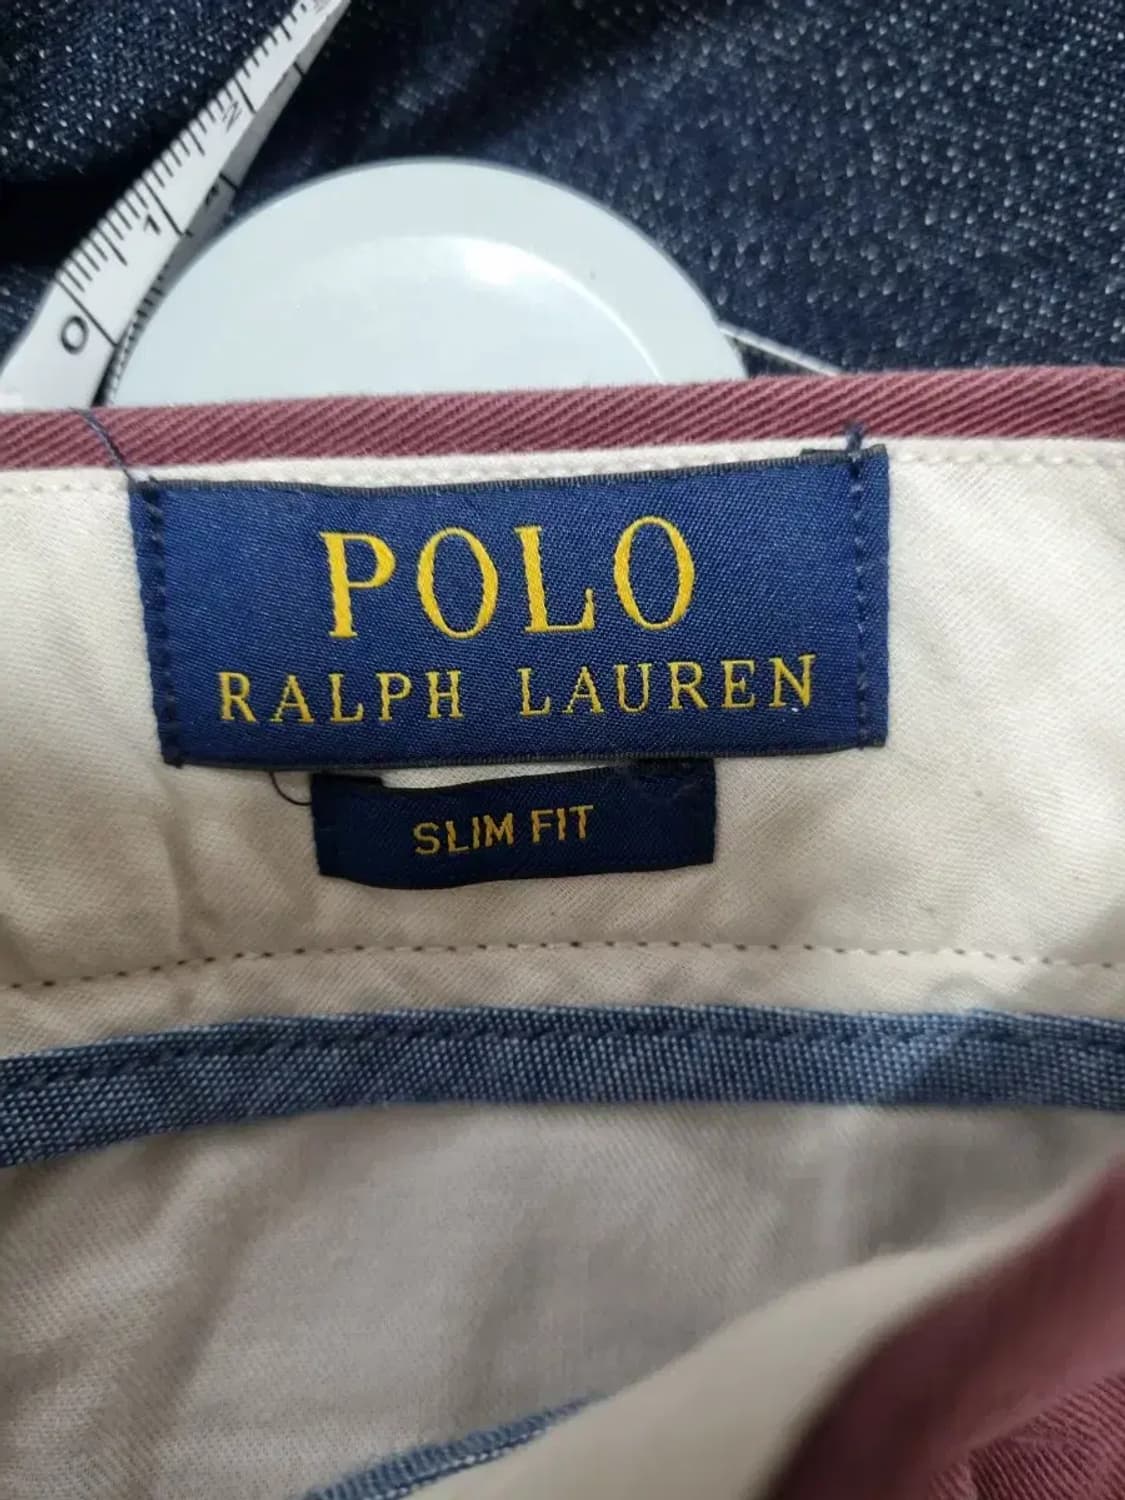 POLO
RALPH LAUREN
SLIM FIT